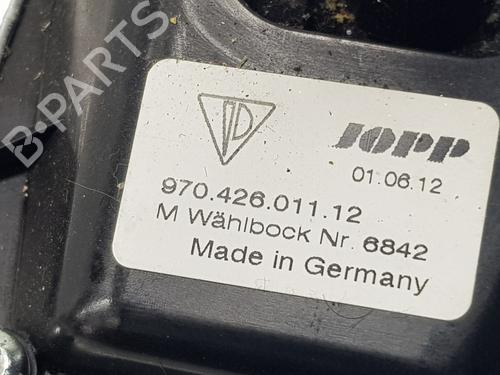 B-PARTS
JOPP
01.06.12
970.426.011.12
M Wählbock Nr. 6842
Made in Germany